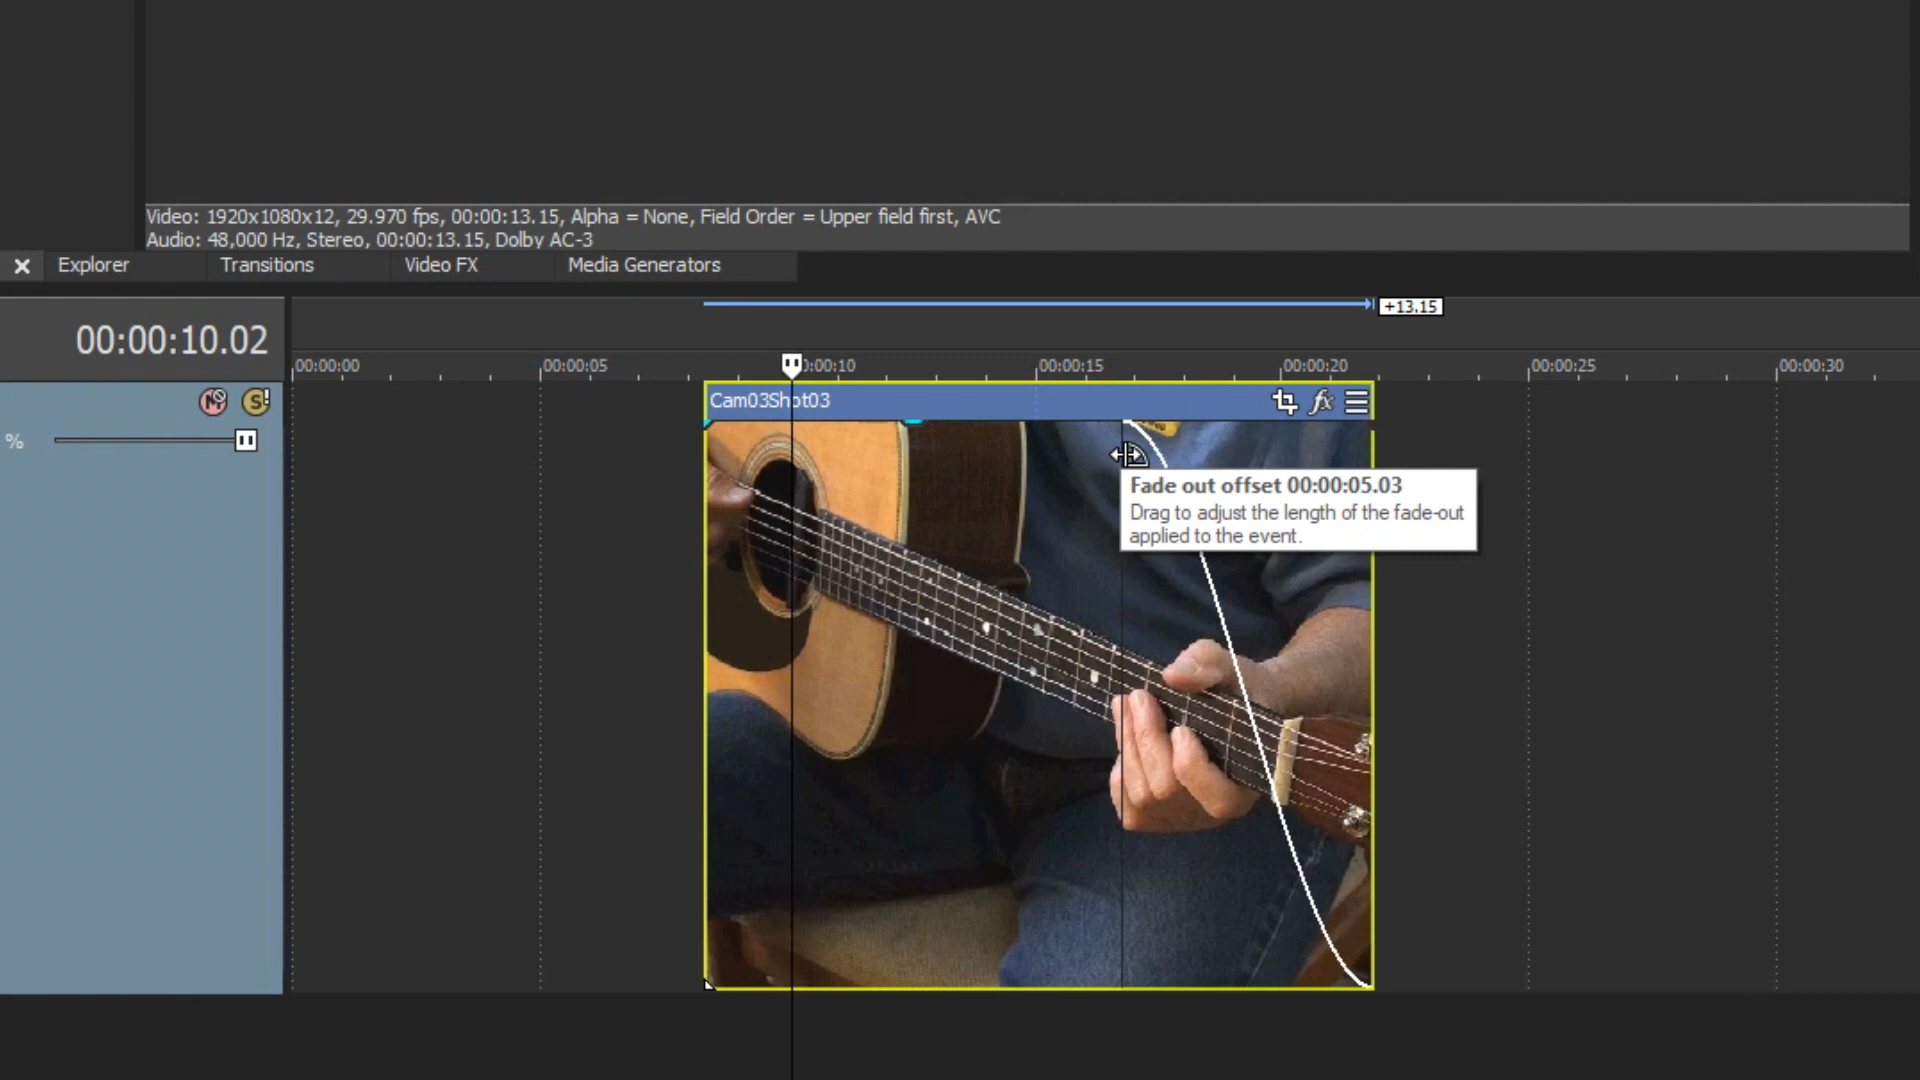 Video: 1920x1080x12, 29.970 fps, 00:00:13.15, Alpha = None, Field Order = Upper field first, AVC
Audio: 48,000 Hz, Stereo, 00:00:13.15, Dolby AC-3
Explorer Transitions Video FX Media Generators
+13.15
00:00:10.02
00:00:00 00:00:05 0:00:10 00:00:15 00:00:20 00:00:25 00:00:30
Cam03Shot03 fx
M S!
%
Fade out offset 00:00:05.03
Drag to adjust the length of the fade-out
applied to the event.